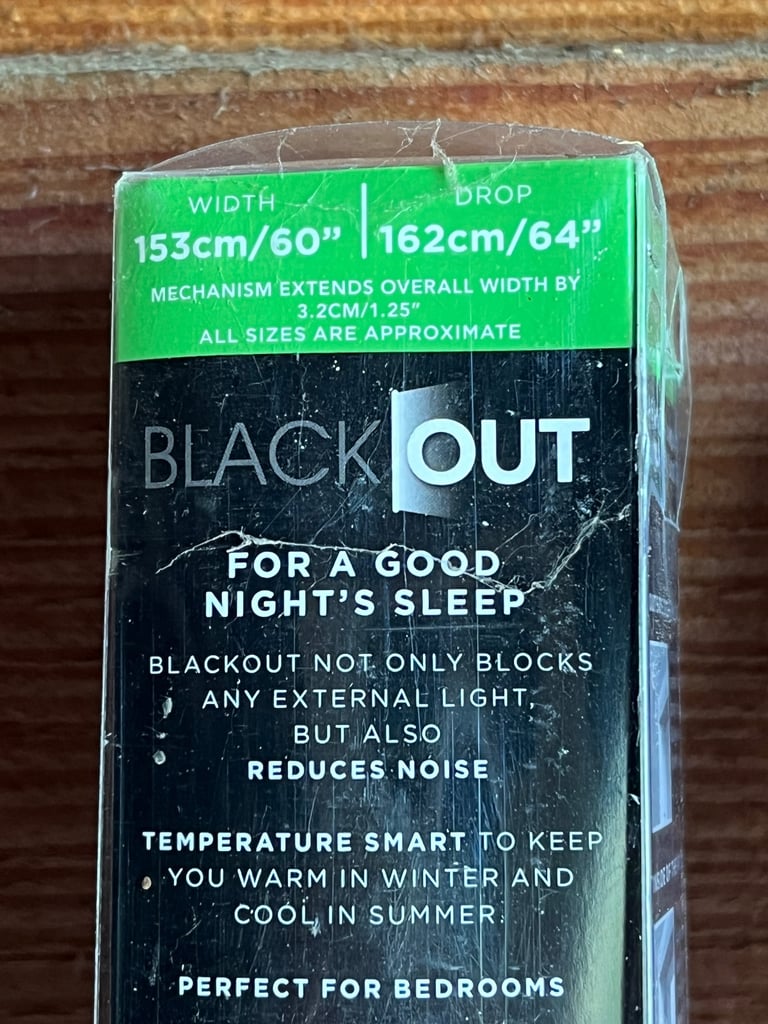 WIDTH
153cm/60”
DROP
162cm/64”
MECHANISM EXTENDS OVERALL WIDTH BY
3.2CM/1.25”
ALL SIZES ARE APPROXIMATE
BLACKOUT
FOR A GOOD
NIGHT’S SLEEP
BLACKOUT NOT ONLY BLOCKS
ANY EXTERNAL LIGHT,
BUT ALSO
REDUCES NOISE
TEMPERATURE SMART TO KEEP
YOU WARM IN WINTER AND
COOL IN SUMMER.
PERFECT FOR BEDROOMS